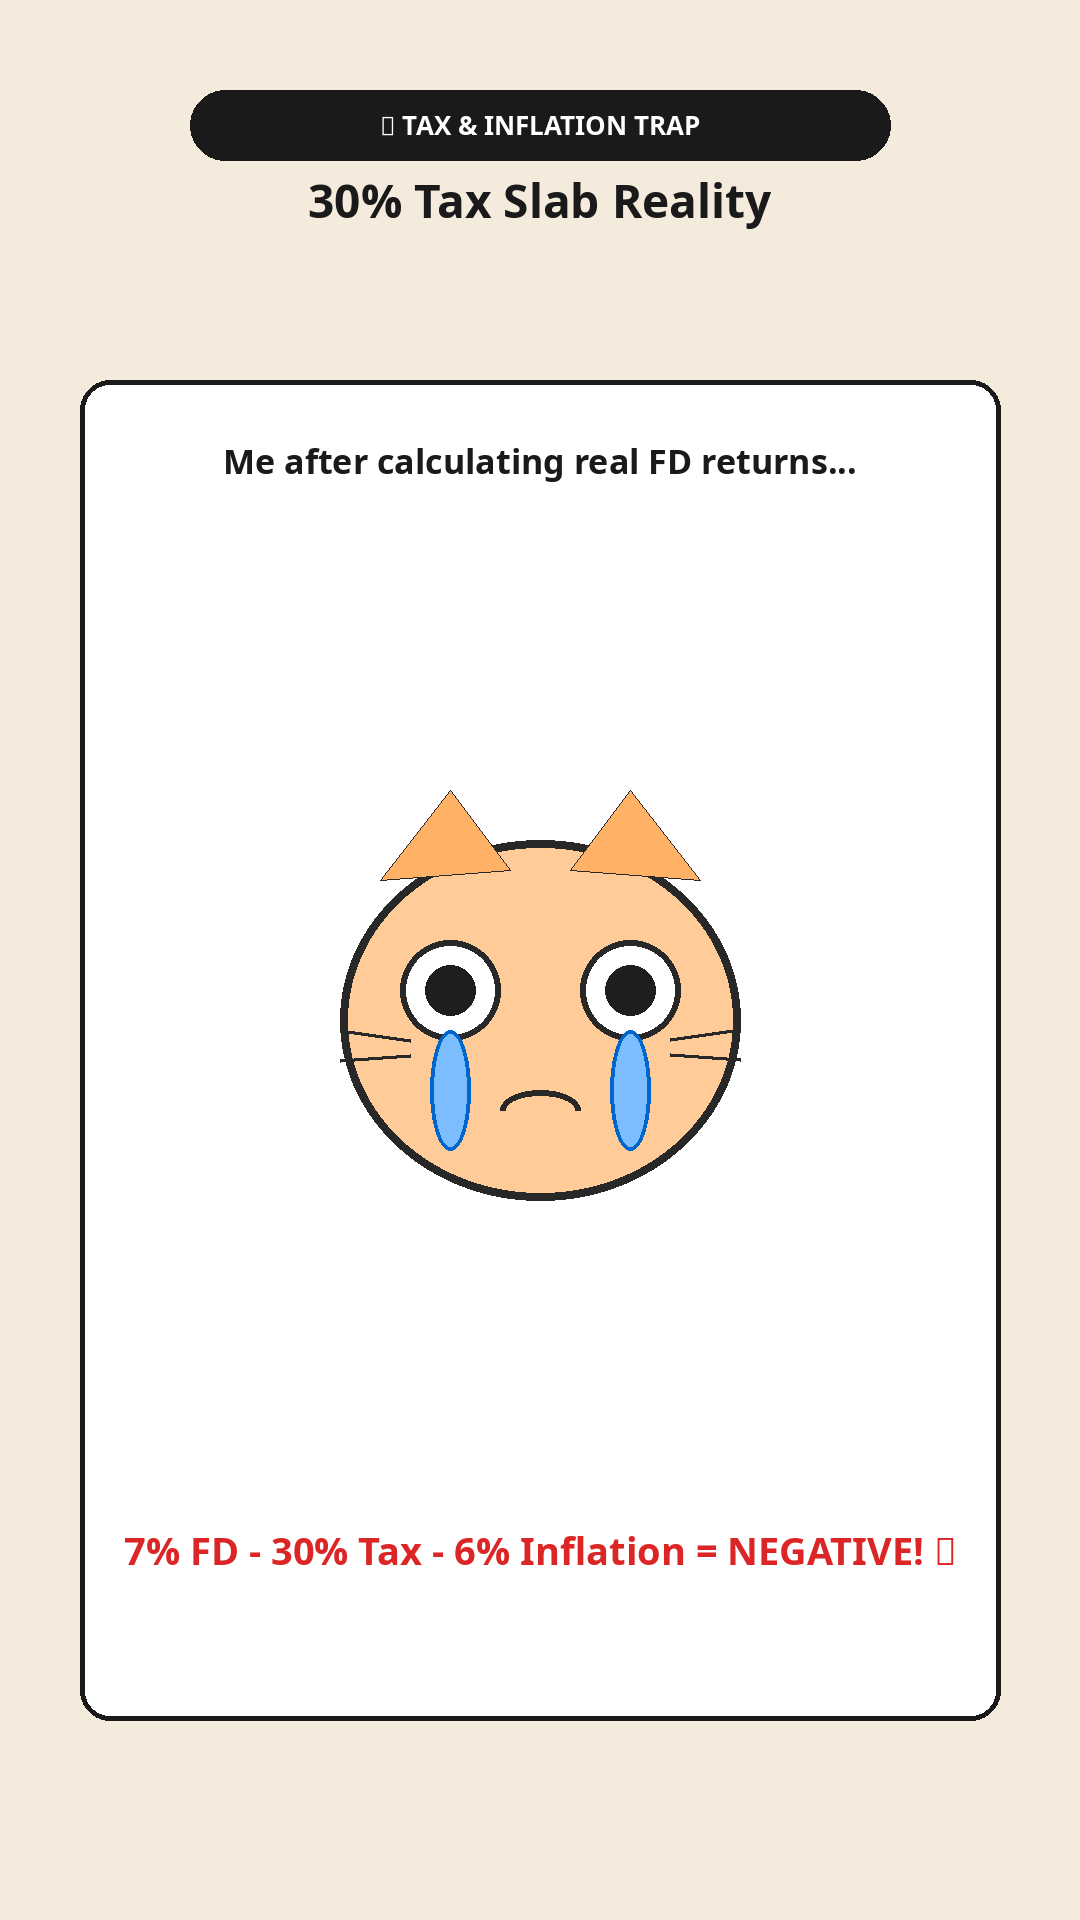 TAX & INFLATION TRAP
30% Tax Slab Reality
Me after calculating real FD returns...
7% FD - 30% Tax - 6% Inflation = NEGATIVE!